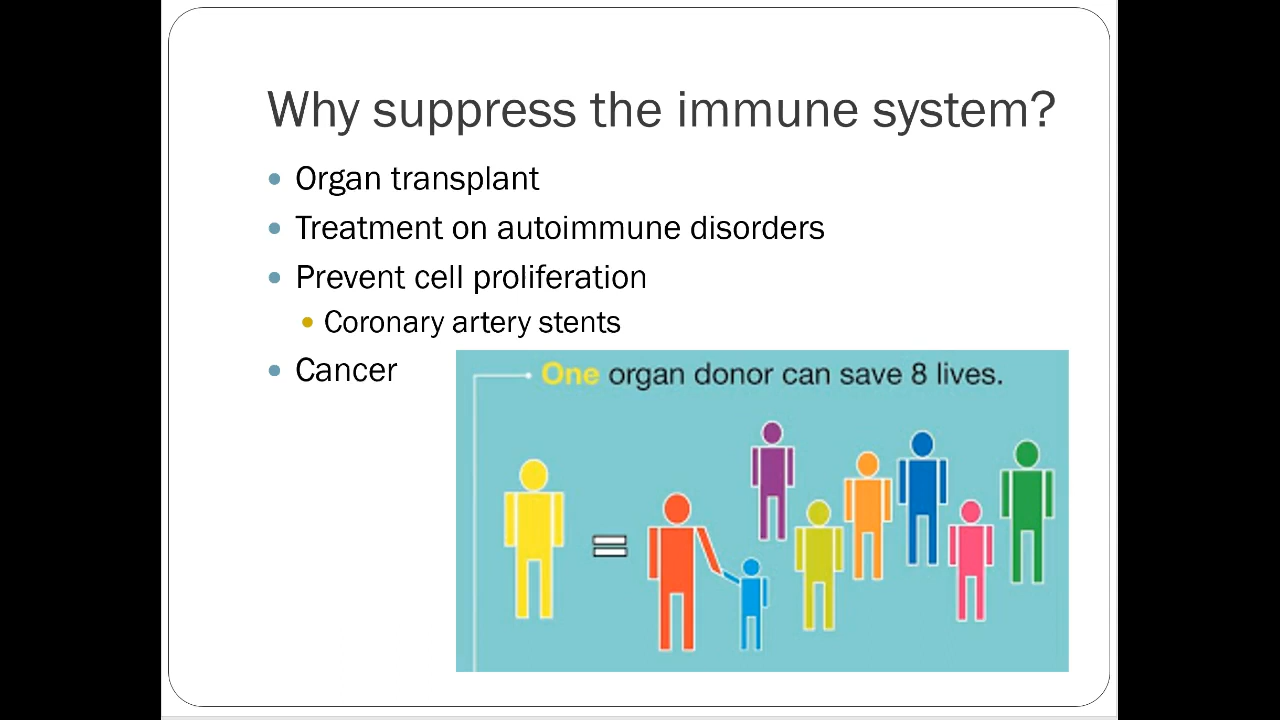 Why suppress the immune system?
Organ transplant
Treatment on autoimmune disorders
Prevent cell proliferation
Coronary artery stents
Cancer
One organ donor can save 8 lives.